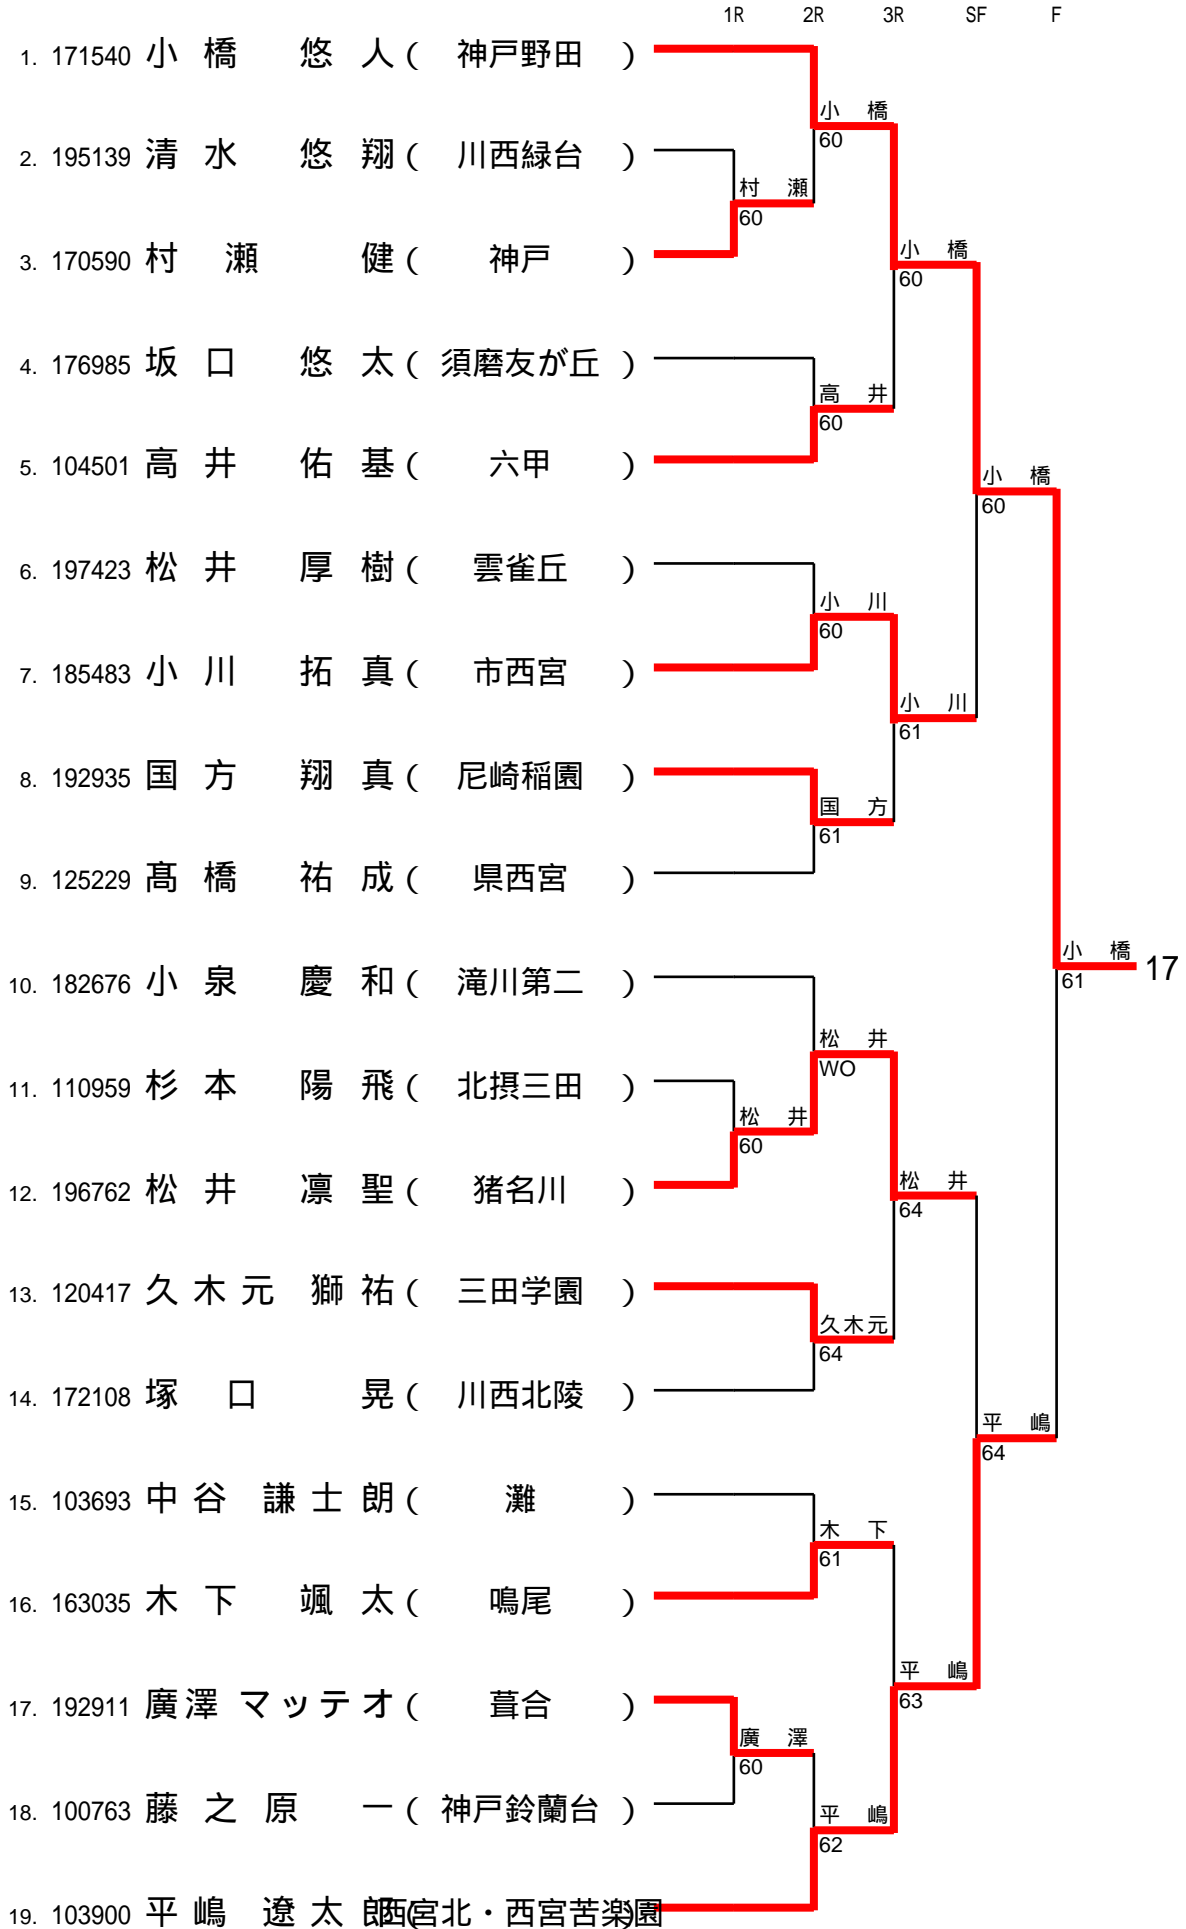 1R 2R 3R SF F
1. 171540 小橋 悠人 ( 神戸野田 )
小橋
60
2. 195139 清水 悠翔 ( 川西緑台 )
村瀬
60
3. 170590 村瀬 健 ( 神戸 )
小橋
60
4. 176985 坂口 悠太 ( 須磨友が丘 )
高井
60
5. 104501 高井 佑基 ( 六甲 )
小橋
60
6. 197423 松井 厚樹 ( 雲雀丘 )
小川
60
7. 185483 小川 拓真 ( 市西宮 )
小川
61
8. 192935 国方 翔真 ( 尼崎稲園 )
国方
61
9. 125229 髙橋 祐成 ( 県西宮 )
小橋 17
61
10. 182676 小泉 慶和 ( 滝川第二 )
松井
WO
11. 110959 杉本 陽飛 ( 北摂三田 )
松井
60
12. 196762 松井 凛聖 ( 猪名川 )
松井
64
13. 120417 久木元 獅祐 ( 三田学園 )
久木元
64
14. 172108 塚口 晃 ( 川西北陵 )
平嶋
64
15. 103693 中谷 謙士朗 ( 灘 )
木下
61
16. 163035 木下 颯太 ( 鳴尾 )
平嶋
63
17. 192911 廣澤 マッテオ ( 葺合 )
廣澤
60
18. 100763 藤之原 一 ( 神戸鈴蘭台 )
平嶋
62
19. 103900 平嶋 遼太郎 ( 西宮北・西宮苦楽園 )